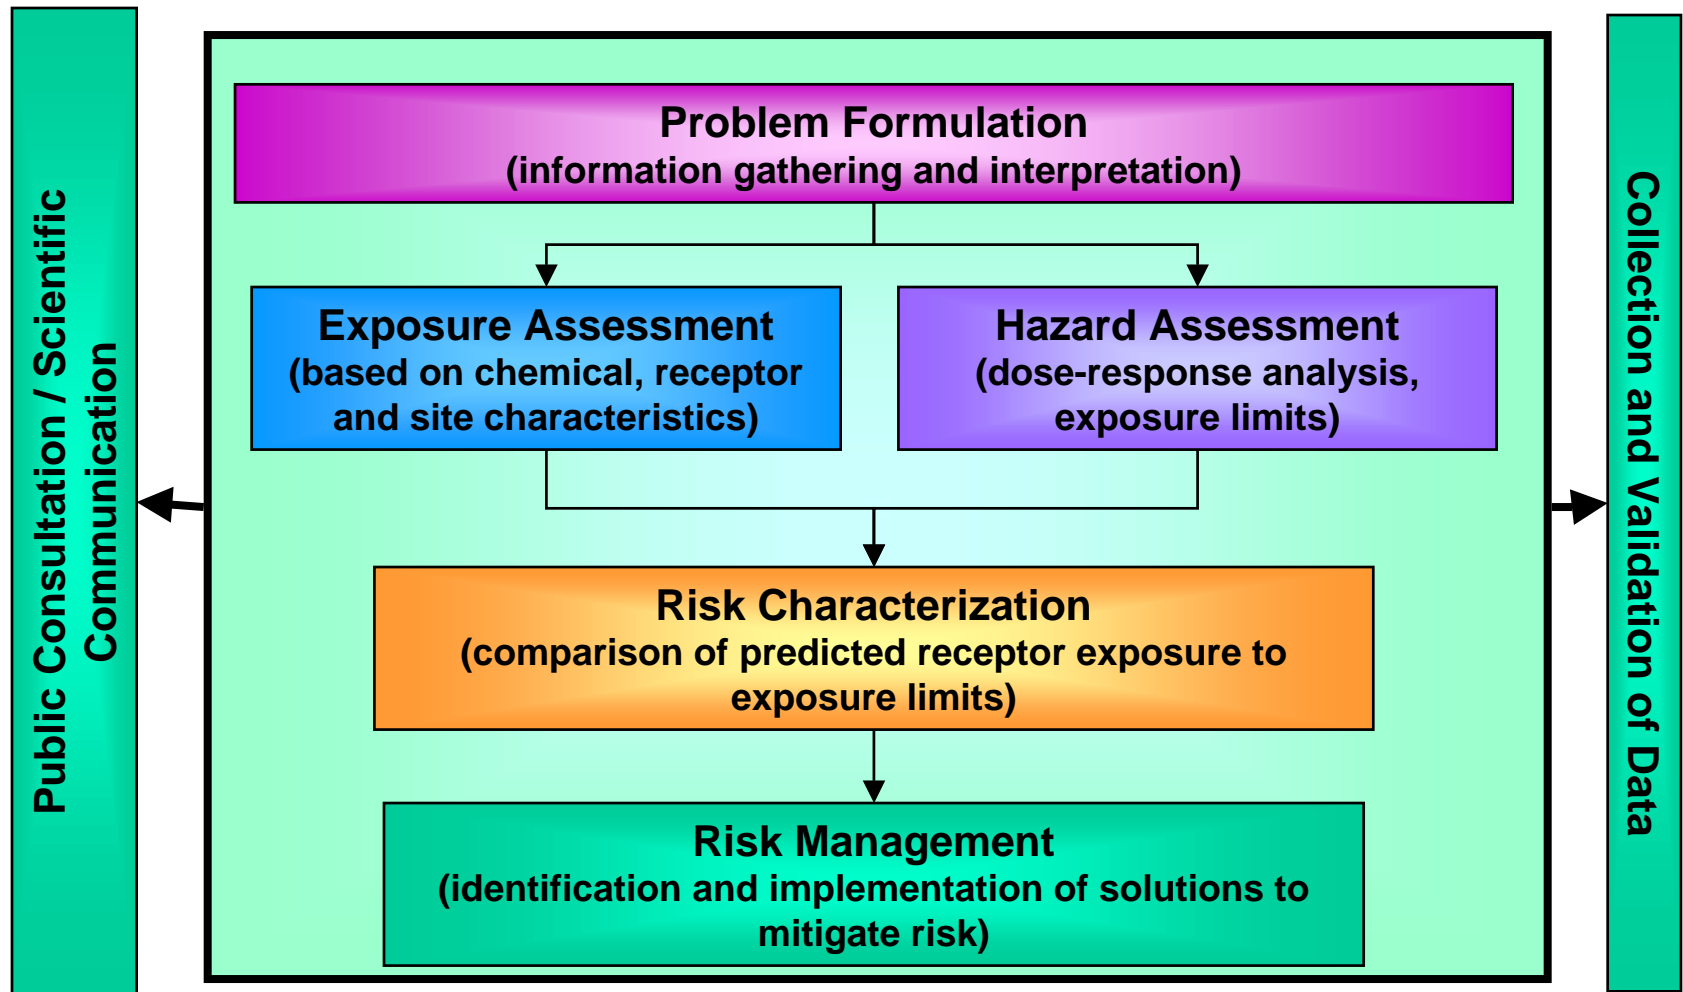 Public Consultation / Scientific
Communication
Problem Formulation
(information gathering and interpretation)
Exposure Assessment
(based on chemical, receptor
and site characteristics)
Hazard Assessment
(dose-response analysis,
exposure limits)
Risk Characterization
(comparison of predicted receptor exposure to
exposure limits)
Risk Management
(identification and implementation of solutions to
mitigate risk)
Collection and Validation of Data